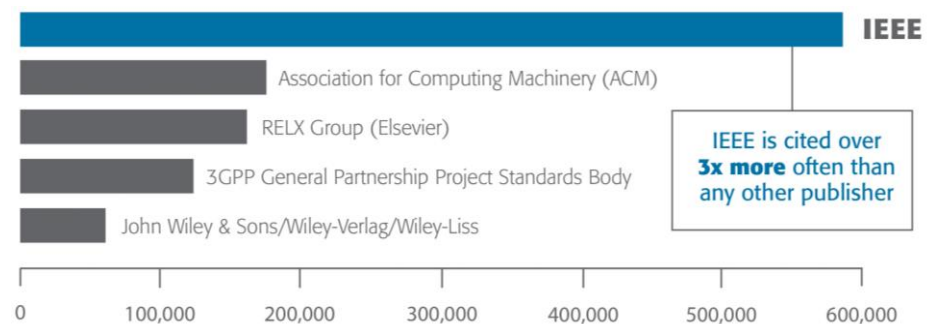 IEEE
Association for Computing Machinery (ACM)
RELX Group (Elsevier)
IEEE is cited over
3x more often than
any other publisher
3GPP General Partnership Project Standards Body
John Wiley & Sons/Wiley-Verlag/Wiley-Liss
0 100,000 200,000 300,000 400,000 500,000 600,000